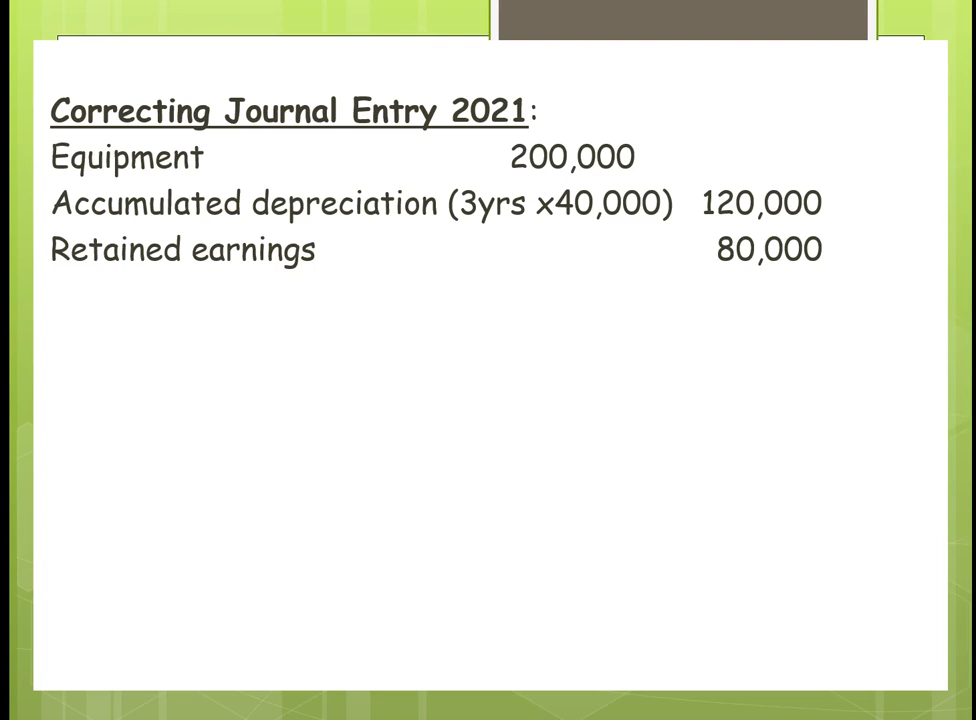 Correcting Journal Entry 2021:
Equipment 200,000
Accumulated depreciation (3yrs x40,000) 120,000
Retained earnings 80,000